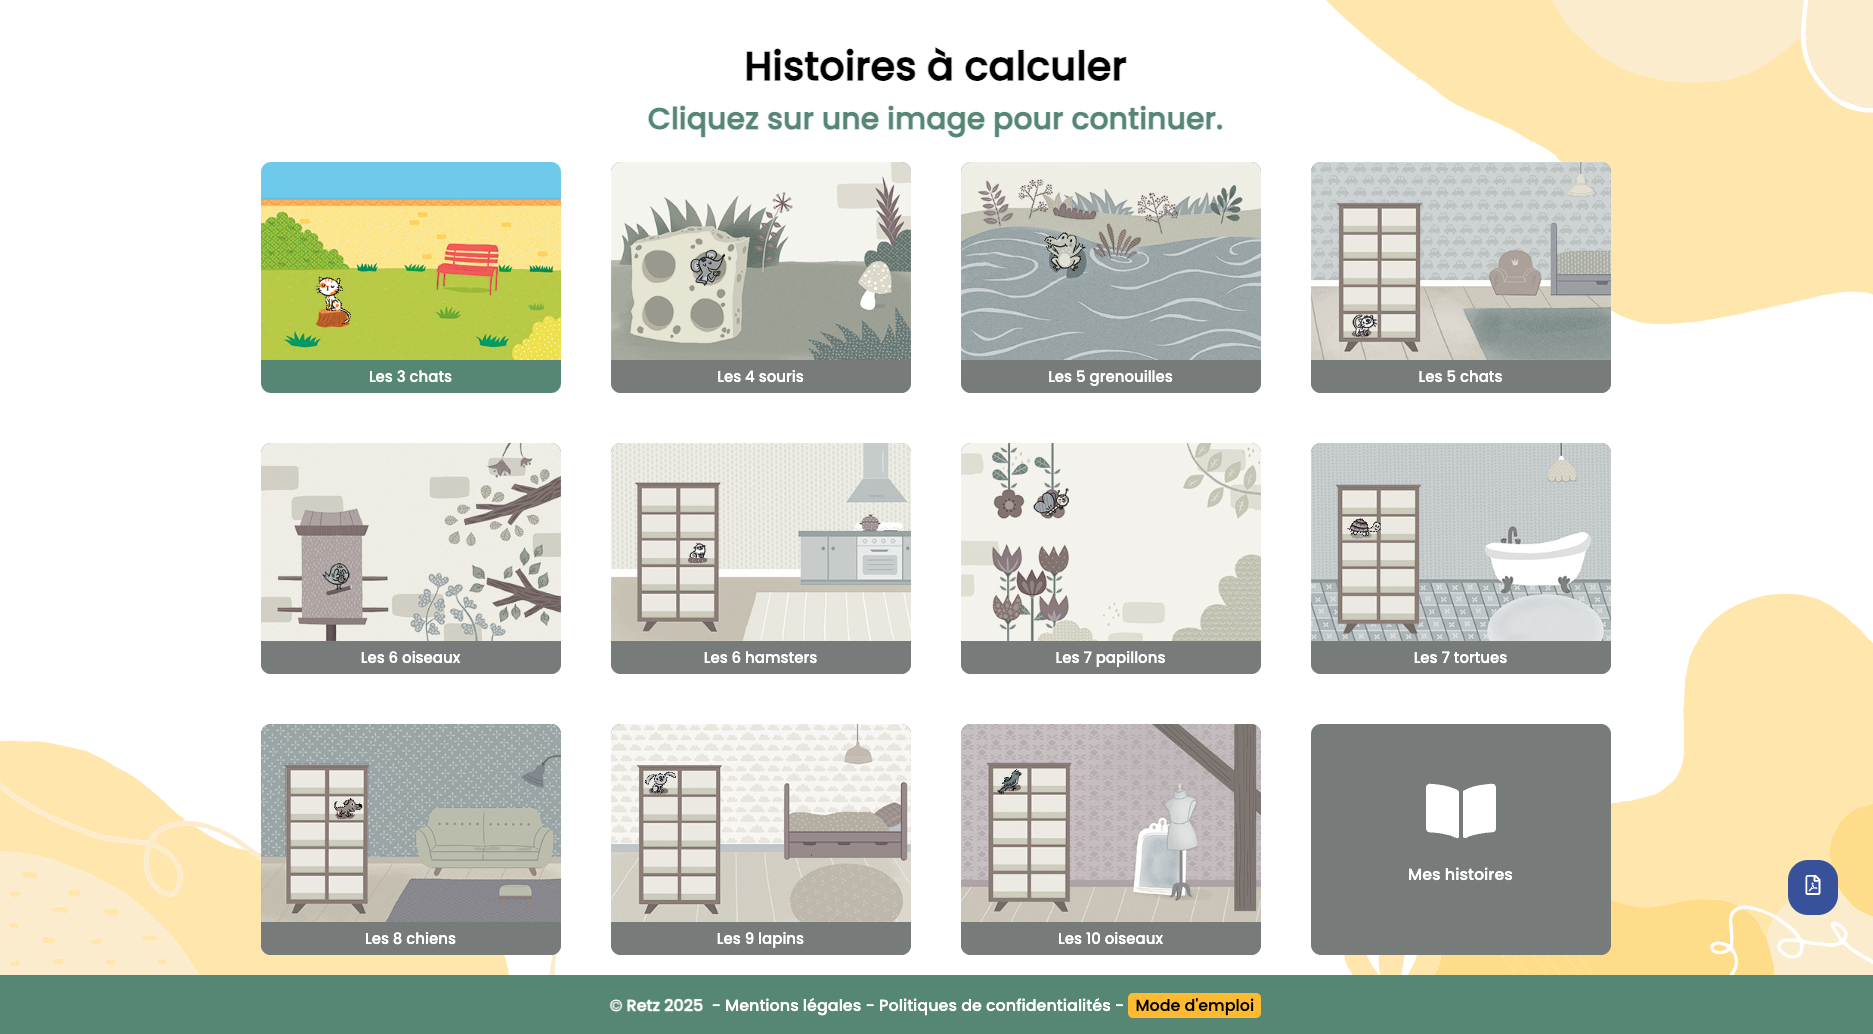 Histoires à calculer
Cliquez sur une image pour continuer.
Les 3 chats
Les 4 souris
Les 5 grenouilles
Les 5 chats
Les 6 oiseaux
Les 6 hamsters
Les 7 papillons
Les 7 tortues
Les 8 chiens
Les 9 lapins
Les 10 oiseaux
Mes histoires
© Retz 2025 - Mentions légales - Politiques de confidentialités - Mode d'emploi